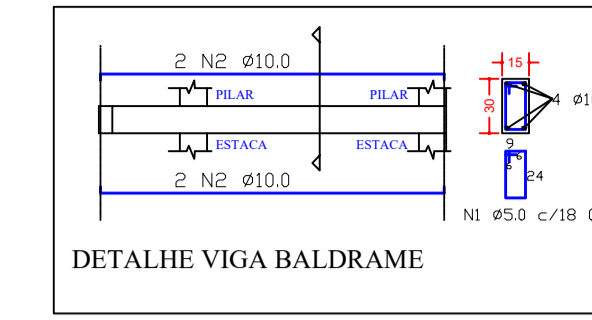 2 N2 Ø10.0
PILAR
PILAR
ESTACA
ESTACA
2 N2 Ø10.0
15
30
4
9
6
6
24
N1 Ø5.0 c/18
DETALHE VIGA BALDRAME